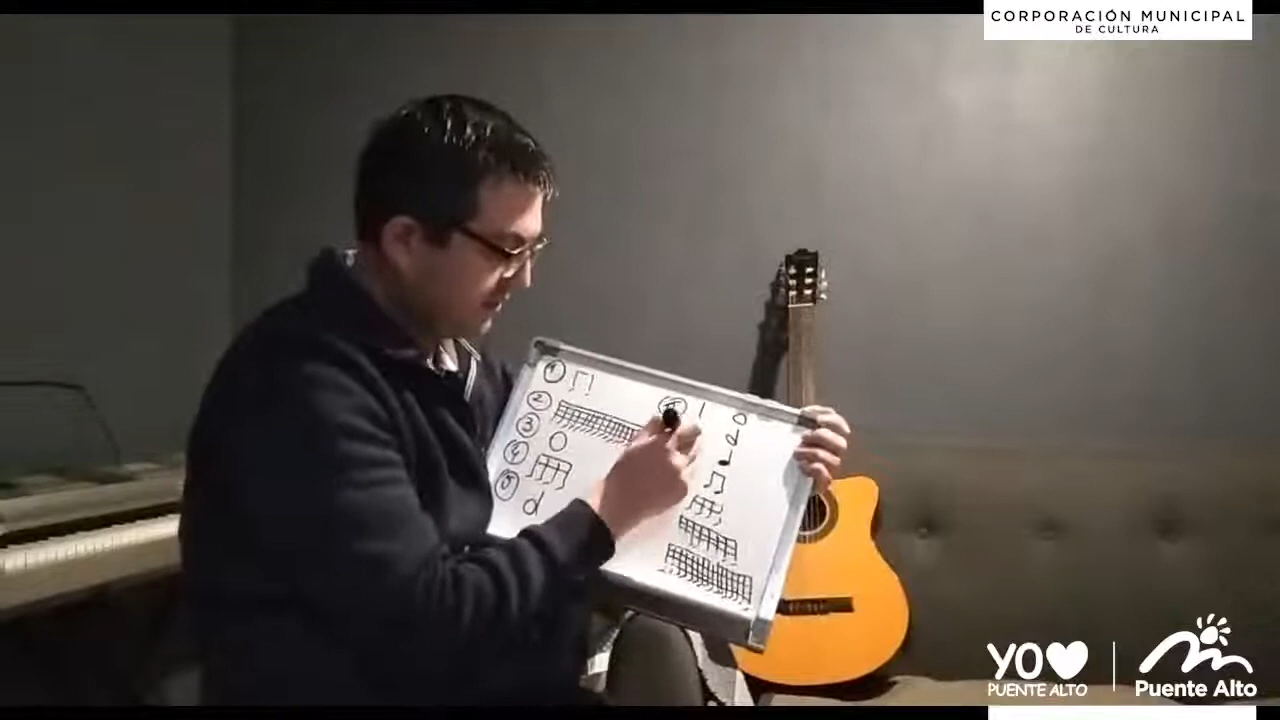 CORPORACIÓN MUNICIPAL
DE CULTURA
1
2
3
4
5
YO
PUENTE ALTO
Puente Alto